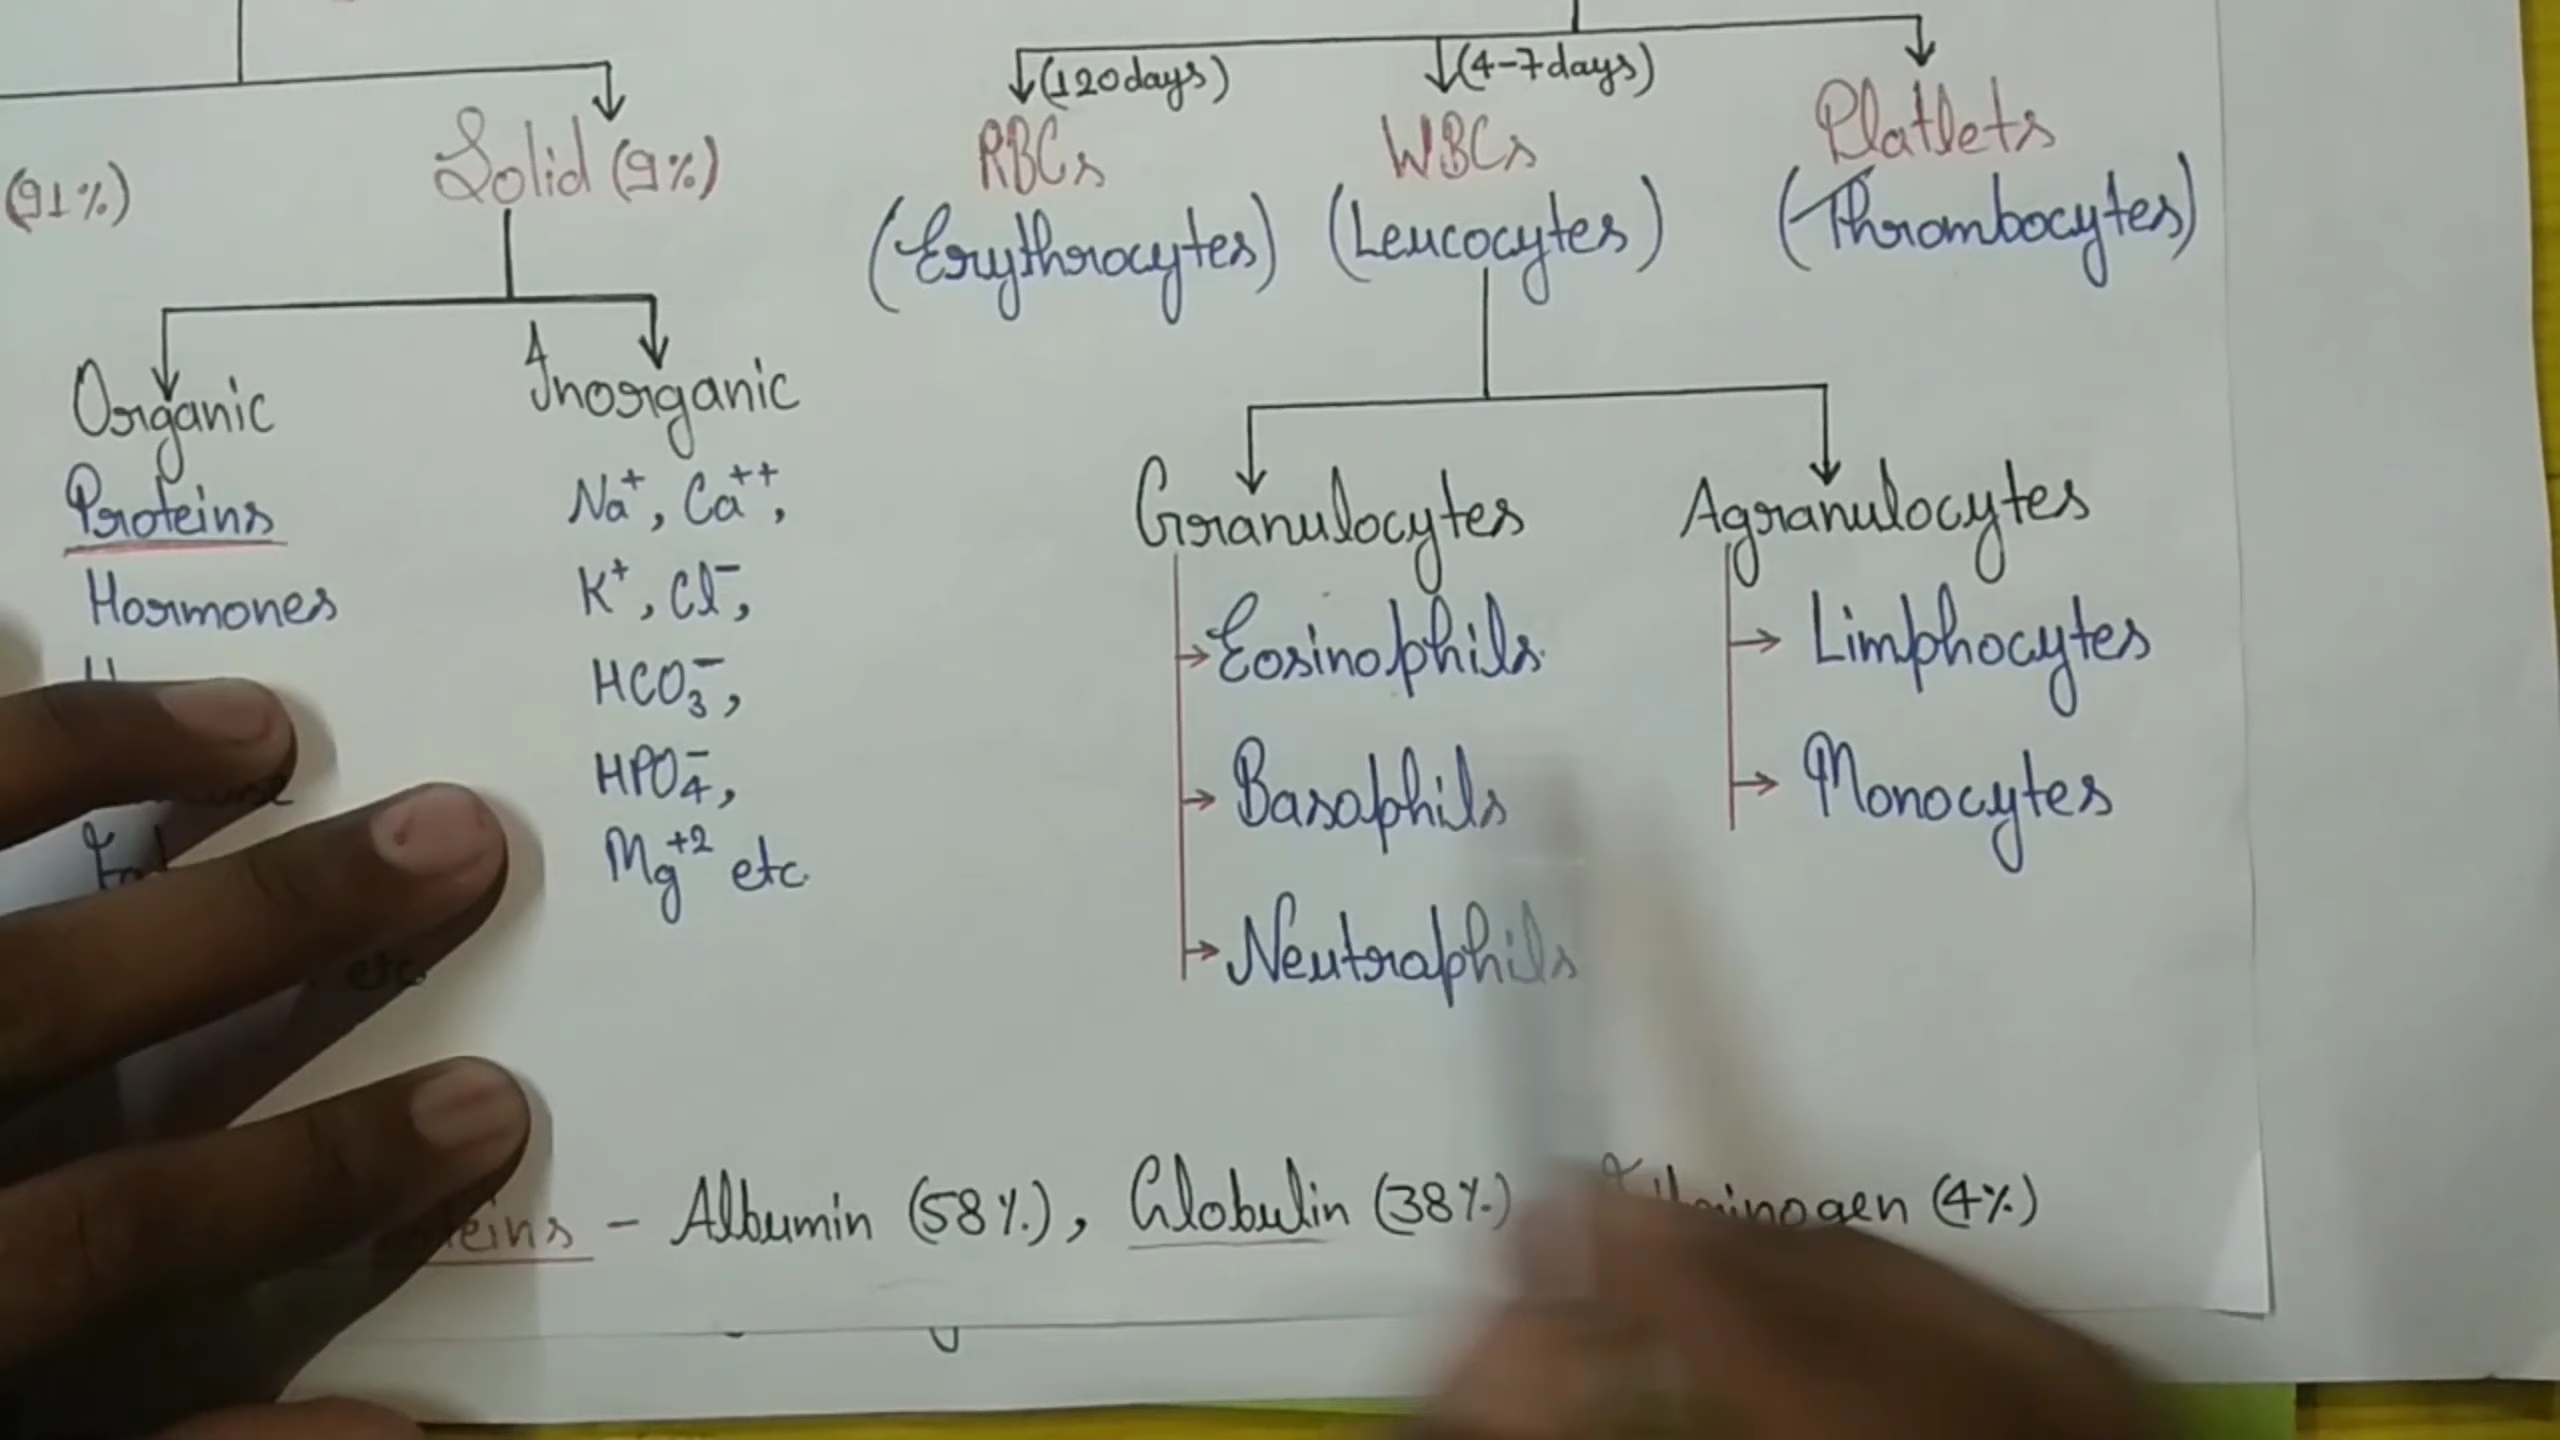 (120days)
(4-7days)
(91%)
Solid (9%)
RBCs
WBCs
Platlets
(Erythrocytes)
(Leucocytes)
(Thrombocytes)
Organic
Inorganic
Proteins
Hormones
Na⁺, Ca⁺⁺,
K⁺, Cl⁻,
HCO₃⁻,
HPO₄⁻,
Mg⁺² etc.
etc.
Granulocytes
Agranulocytes
Eosinophils
Limphocytes
Basophils
Monocytes
Neutrophils
- Albumin (58%), Globulin (38%) (4%)